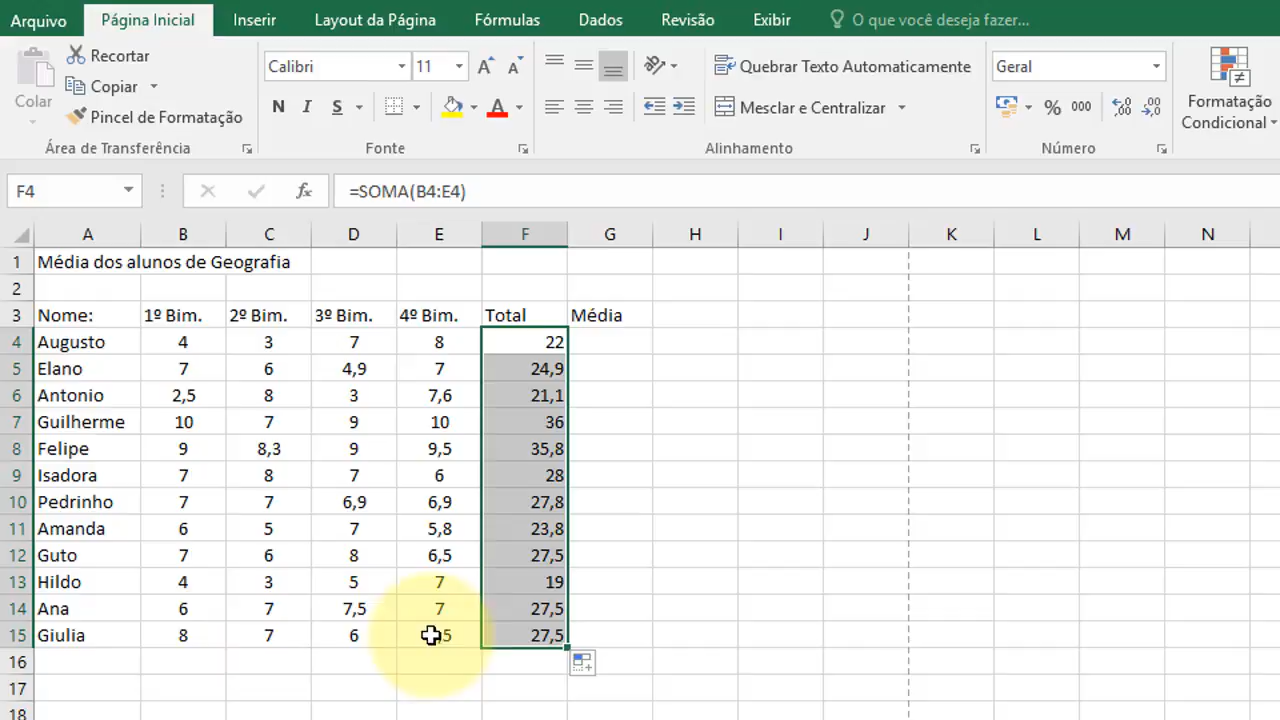 Arquivo Página Inicial Inserir Layout da Página Fórmulas Dados Revisão Exibir O que você deseja fazer...
Colar
Recortar
Copiar
Pincel de Formatação
Área de Transferência
Calibri 11
N I S A
Fonte
Quebrar Texto Automaticamente
Mesclar e Centralizar
Alinhamento
Geral
% 000 ,00 ,00
Número
Formatação
Condicional
F4 fx =SOMA(B4:E4)
A B C D E F G H I J K L M N
1 Média dos alunos de Geografia
2
3 Nome: 1º Bim. 2º Bim. 3º Bim. 4º Bim. Total Média
4 Augusto 4 3 7 8 22
5 Elano 7 6 4,9 7 24,9
6 Antonio 2,5 8 3 7,6 21,1
7 Guilherme 10 7 9 10 36
8 Felipe 9 8,3 9 9,5 35,8
9 Isadora 7 8 7 6 28
10 Pedrinho 7 7 6,9 6,9 27,8
11 Amanda 6 5 7 5,8 23,8
12 Guto 7 6 8 6,5 27,5
13 Hildo 4 3 5 7 19
14 Ana 6 7 7,5 7 27,5
15 Giulia 8 7 6 27,5
16
17
18